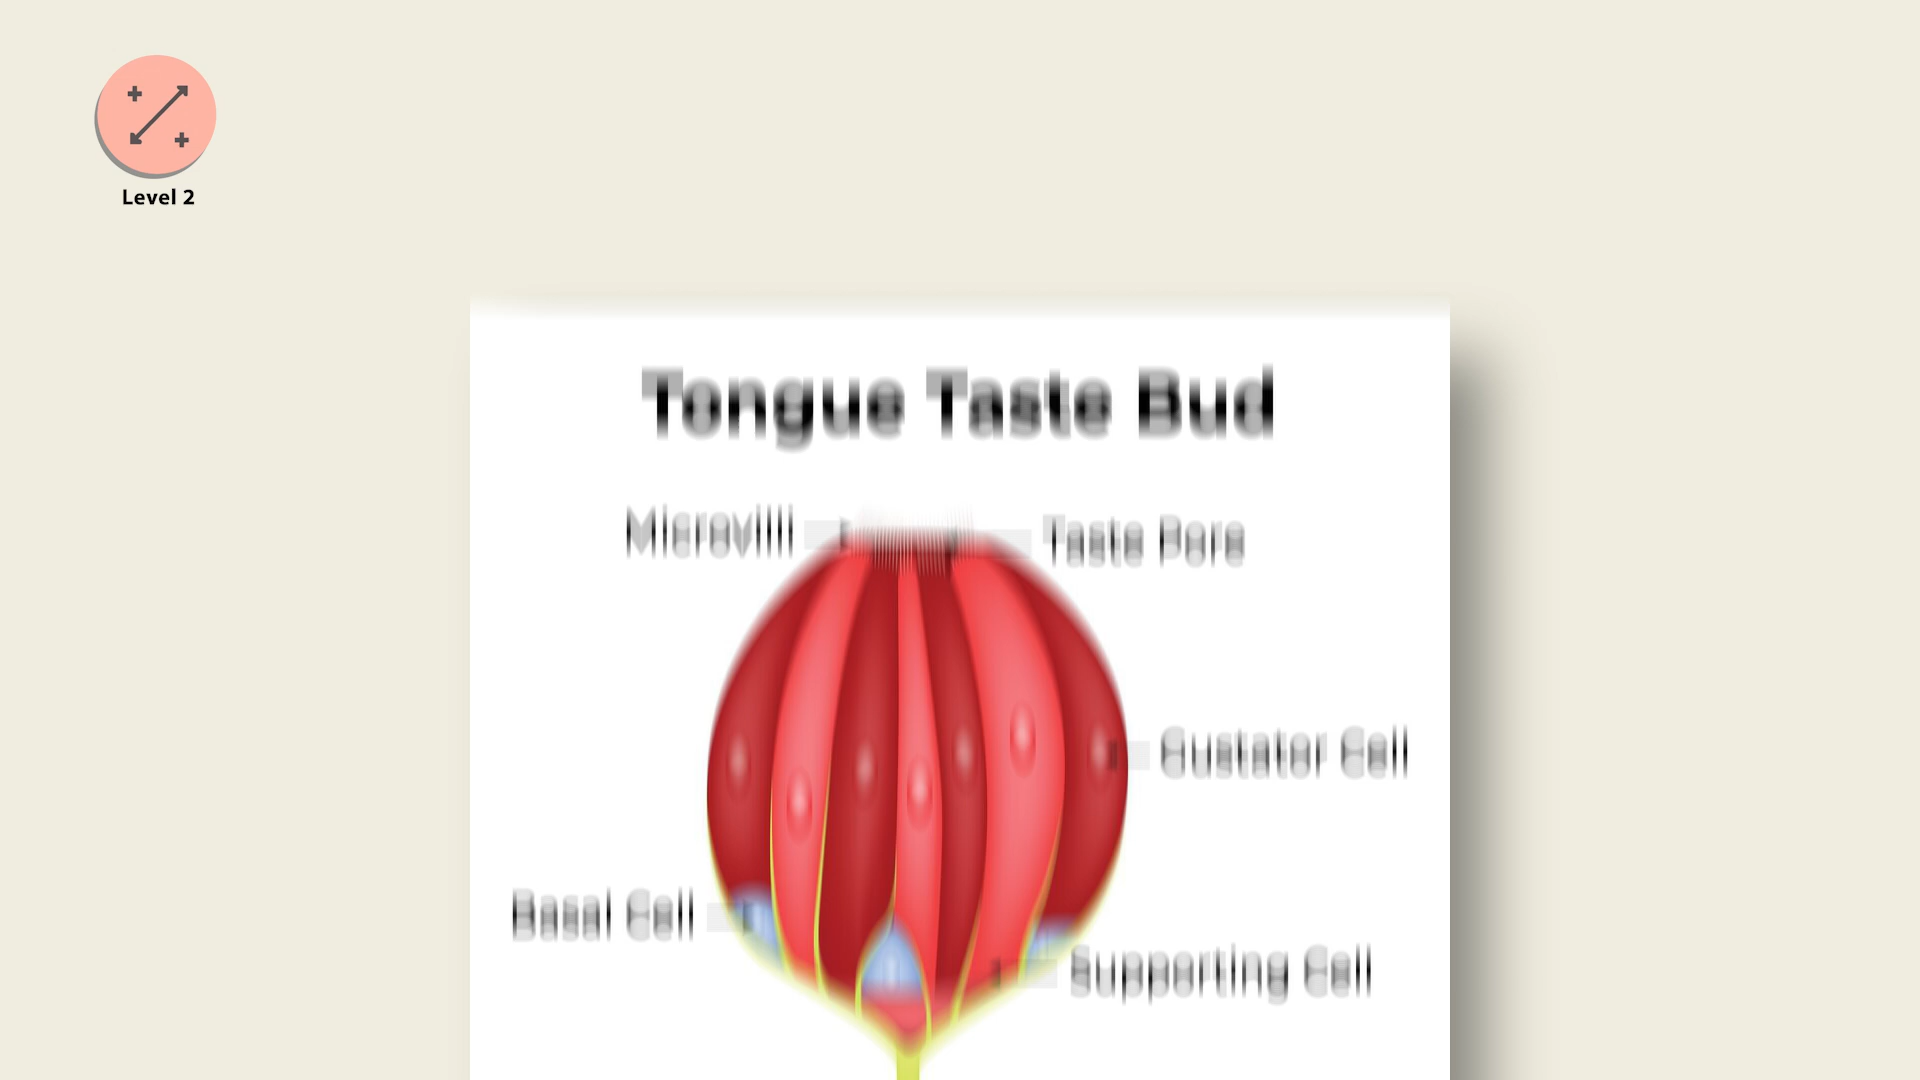 Level 2
Tongue Taste Bud
Microvilli
Taste Pore
Gustator Cell
Basal Cell
Supporting Cell